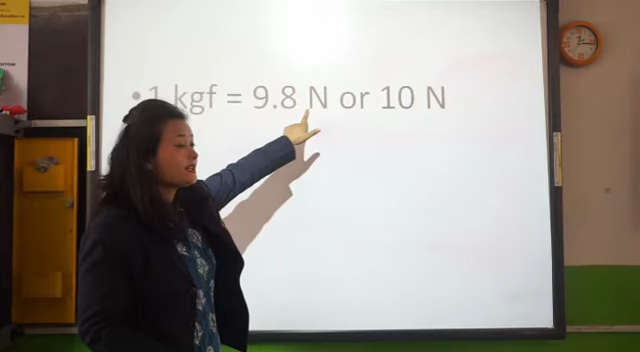 • 1 kgf = 9.8 N or 10 N